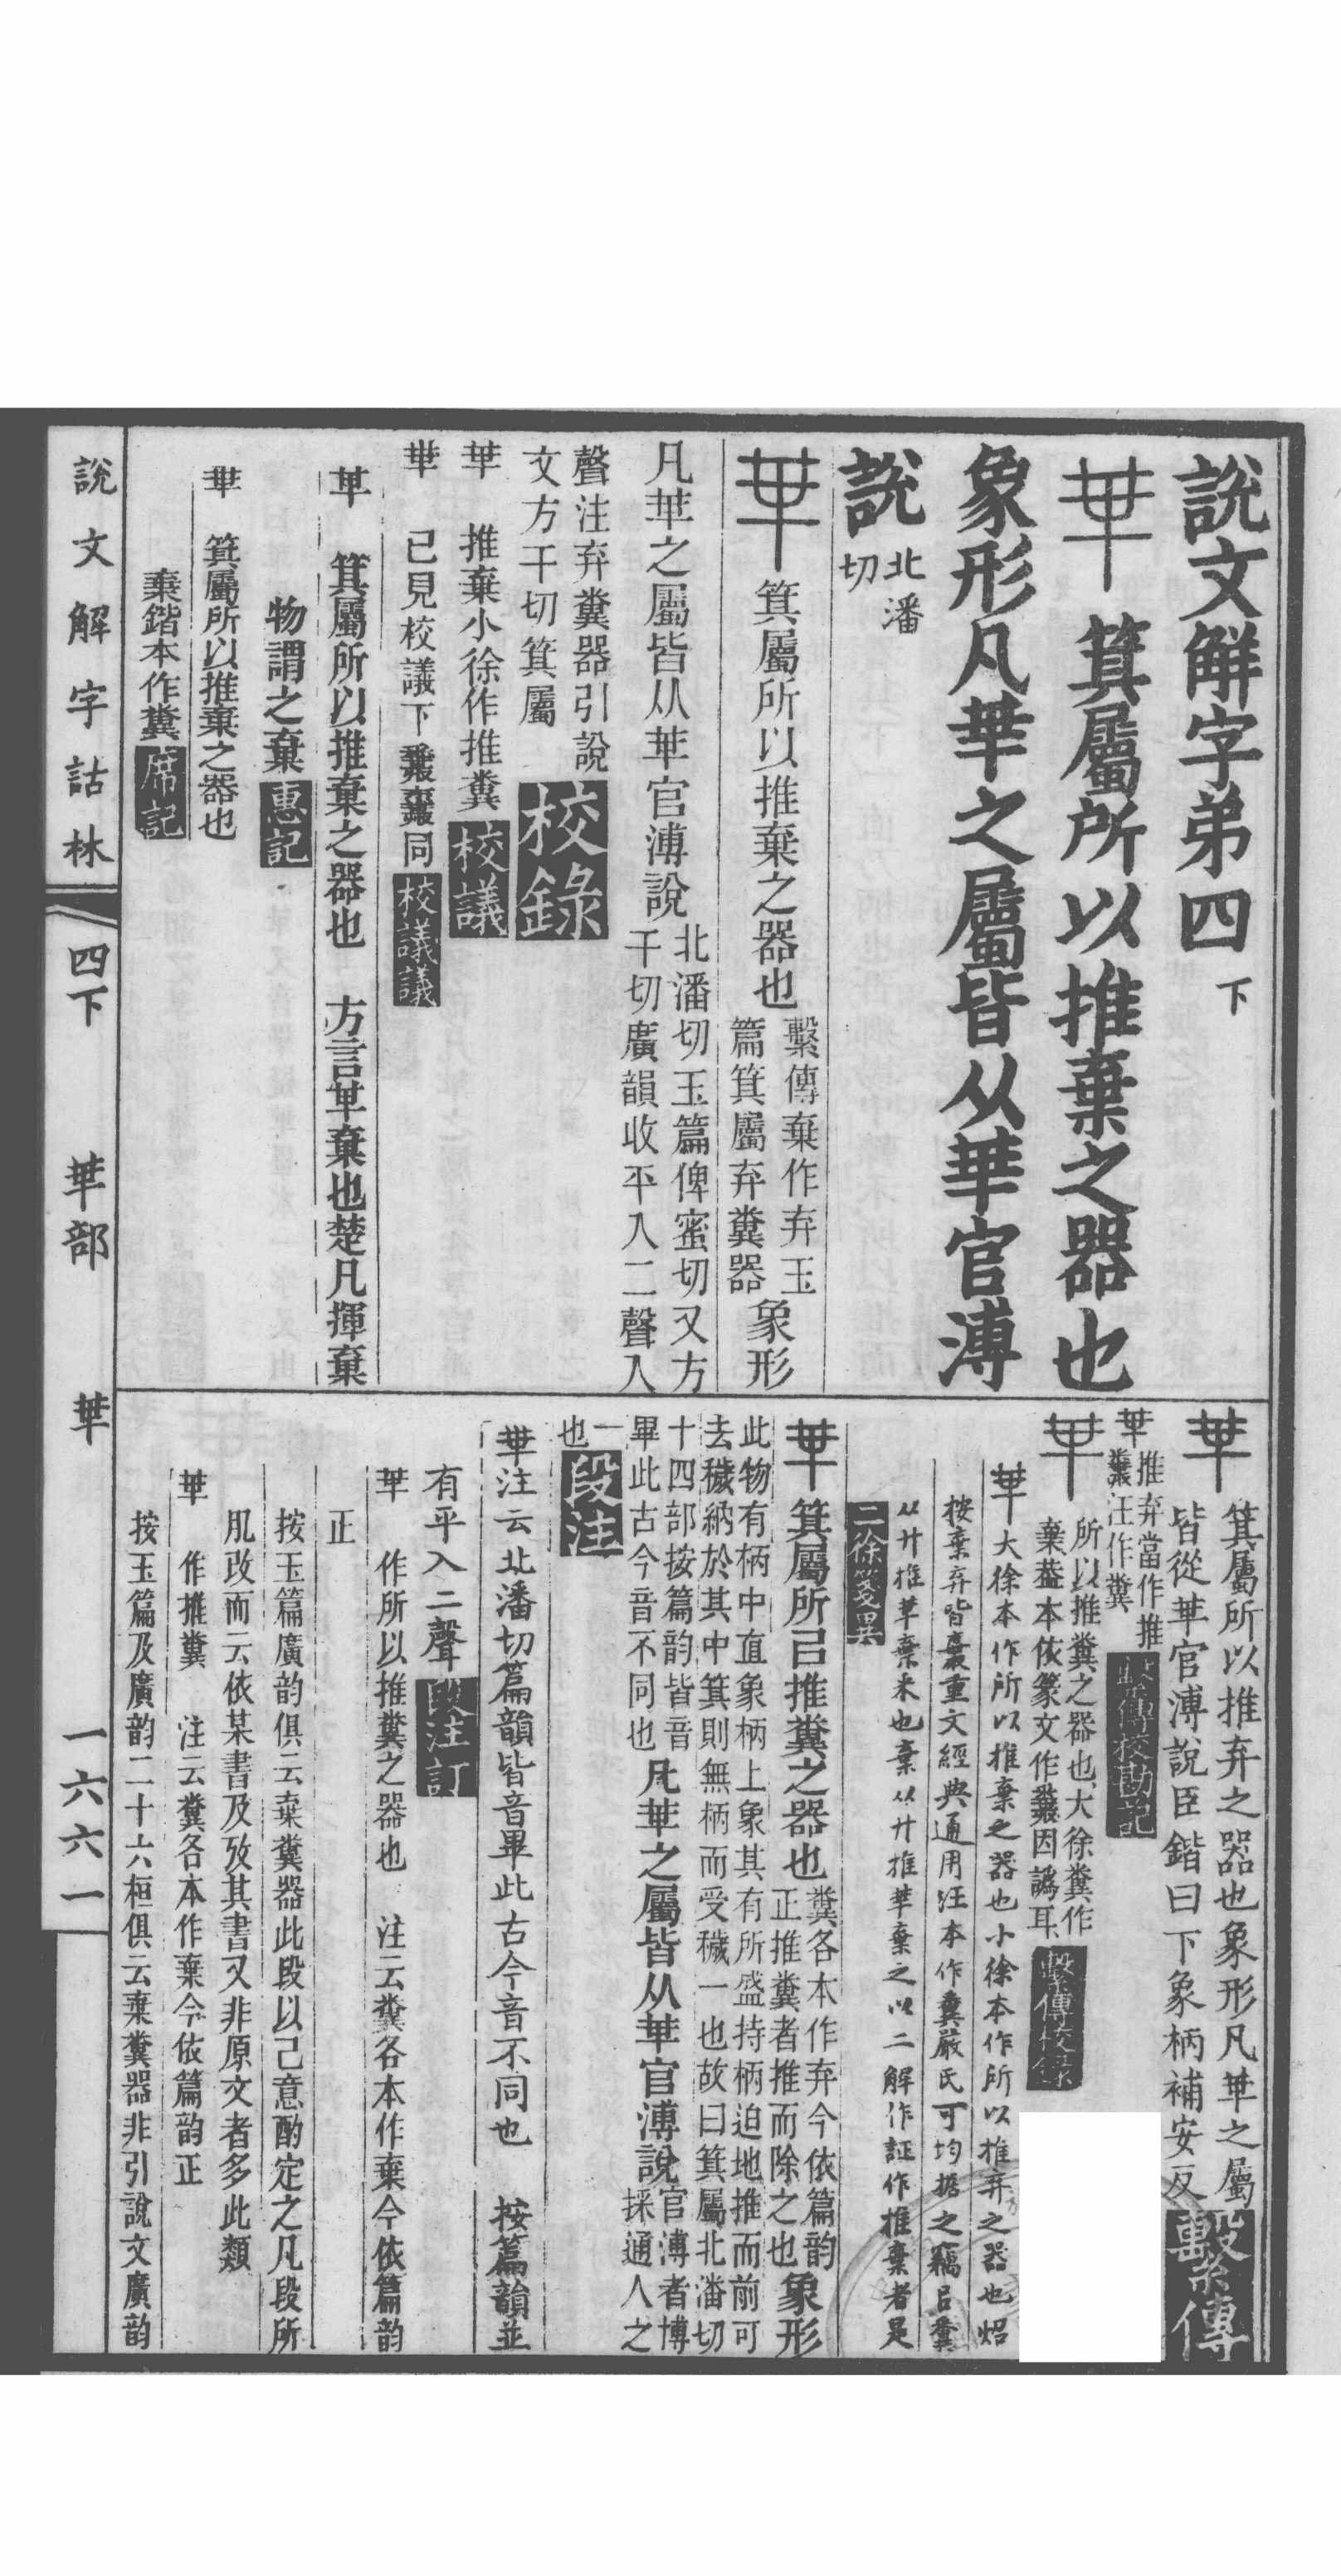 說文解字弟四下
𠦒 箕屬所以推棄之器也
象形凡𠦒之屬皆从𠦒官溥
說 北潘切
𠦒 箕屬所以推棄之器也 繫傳棄作弃玉篇箕屬弃糞器 象形
凡𠦒之屬皆从𠦒官溥說 北潘切玉篇俾蜜切又方干切廣韻收平入二聲入
聲注弃糞器引說文方干切箕屬 校錄
𠦒 推棄小徐作推糞 校議
𠦒 已見校議下 同 校議議
𠦒 箕屬所以推棄之器也 方言𠦒棄也楚凡揮棄
物謂之棄 惠記
𠦒 箕屬所以推棄之器也
棄鍇本作糞 席記
𠦒 箕屬所以推弃之器也象形凡𠦒之屬
皆從𠦒官溥說臣鍇曰下象柄補安反 繫傳
𠦒 推弃當作推 汪作糞 繫傳校勘記
𠦒 所以推糞之器也大徐糞作
棄葢本依篆文作 因譌耳 繫傳校錄
𠦒 大徐本作所以推棄之器也小徐本作所以推弃之器也炤
按棄弃皆 重文經典通用汪本作糞嚴氏可均據之竊㠯糞
从廾推𠦒棄釆也棄从廾推𠦒棄之以二解作証作推棄者是
二徐箋異
𠦒 箕屬所㠯推糞之器也 糞各本作弃今依篇韵正推糞者推而除之也 象形
此物有柄中直象柄上象其有所盛持柄迫地推而前可
去穢納於其中箕則無柄而受穢一也故曰箕屬北潘切
十四部按篇韵皆音
畢此古今音不同也 凡𠦒之屬皆从𠦒官溥說 官溥者博採通人之
一也 段注
𠦒注云北潘切篇韻皆音畢此古今音不同也 按篇韻並
有平入二聲 段注訂
𠦒 作所以推糞之器也 注云糞各本作棄今依篇韵
正
按玉篇廣韵俱云棄糞器此段以己意酌定之凡段所
肊改而云依某書及攷其書又非原文者多此類
𠦒 作推糞 注云糞各本作棄今依篇韵正
按玉篇及廣韵二十六桓俱云棄糞器非引說文廣韵
說文解字詁林 四下 𠦒部 𠦒 一六六一